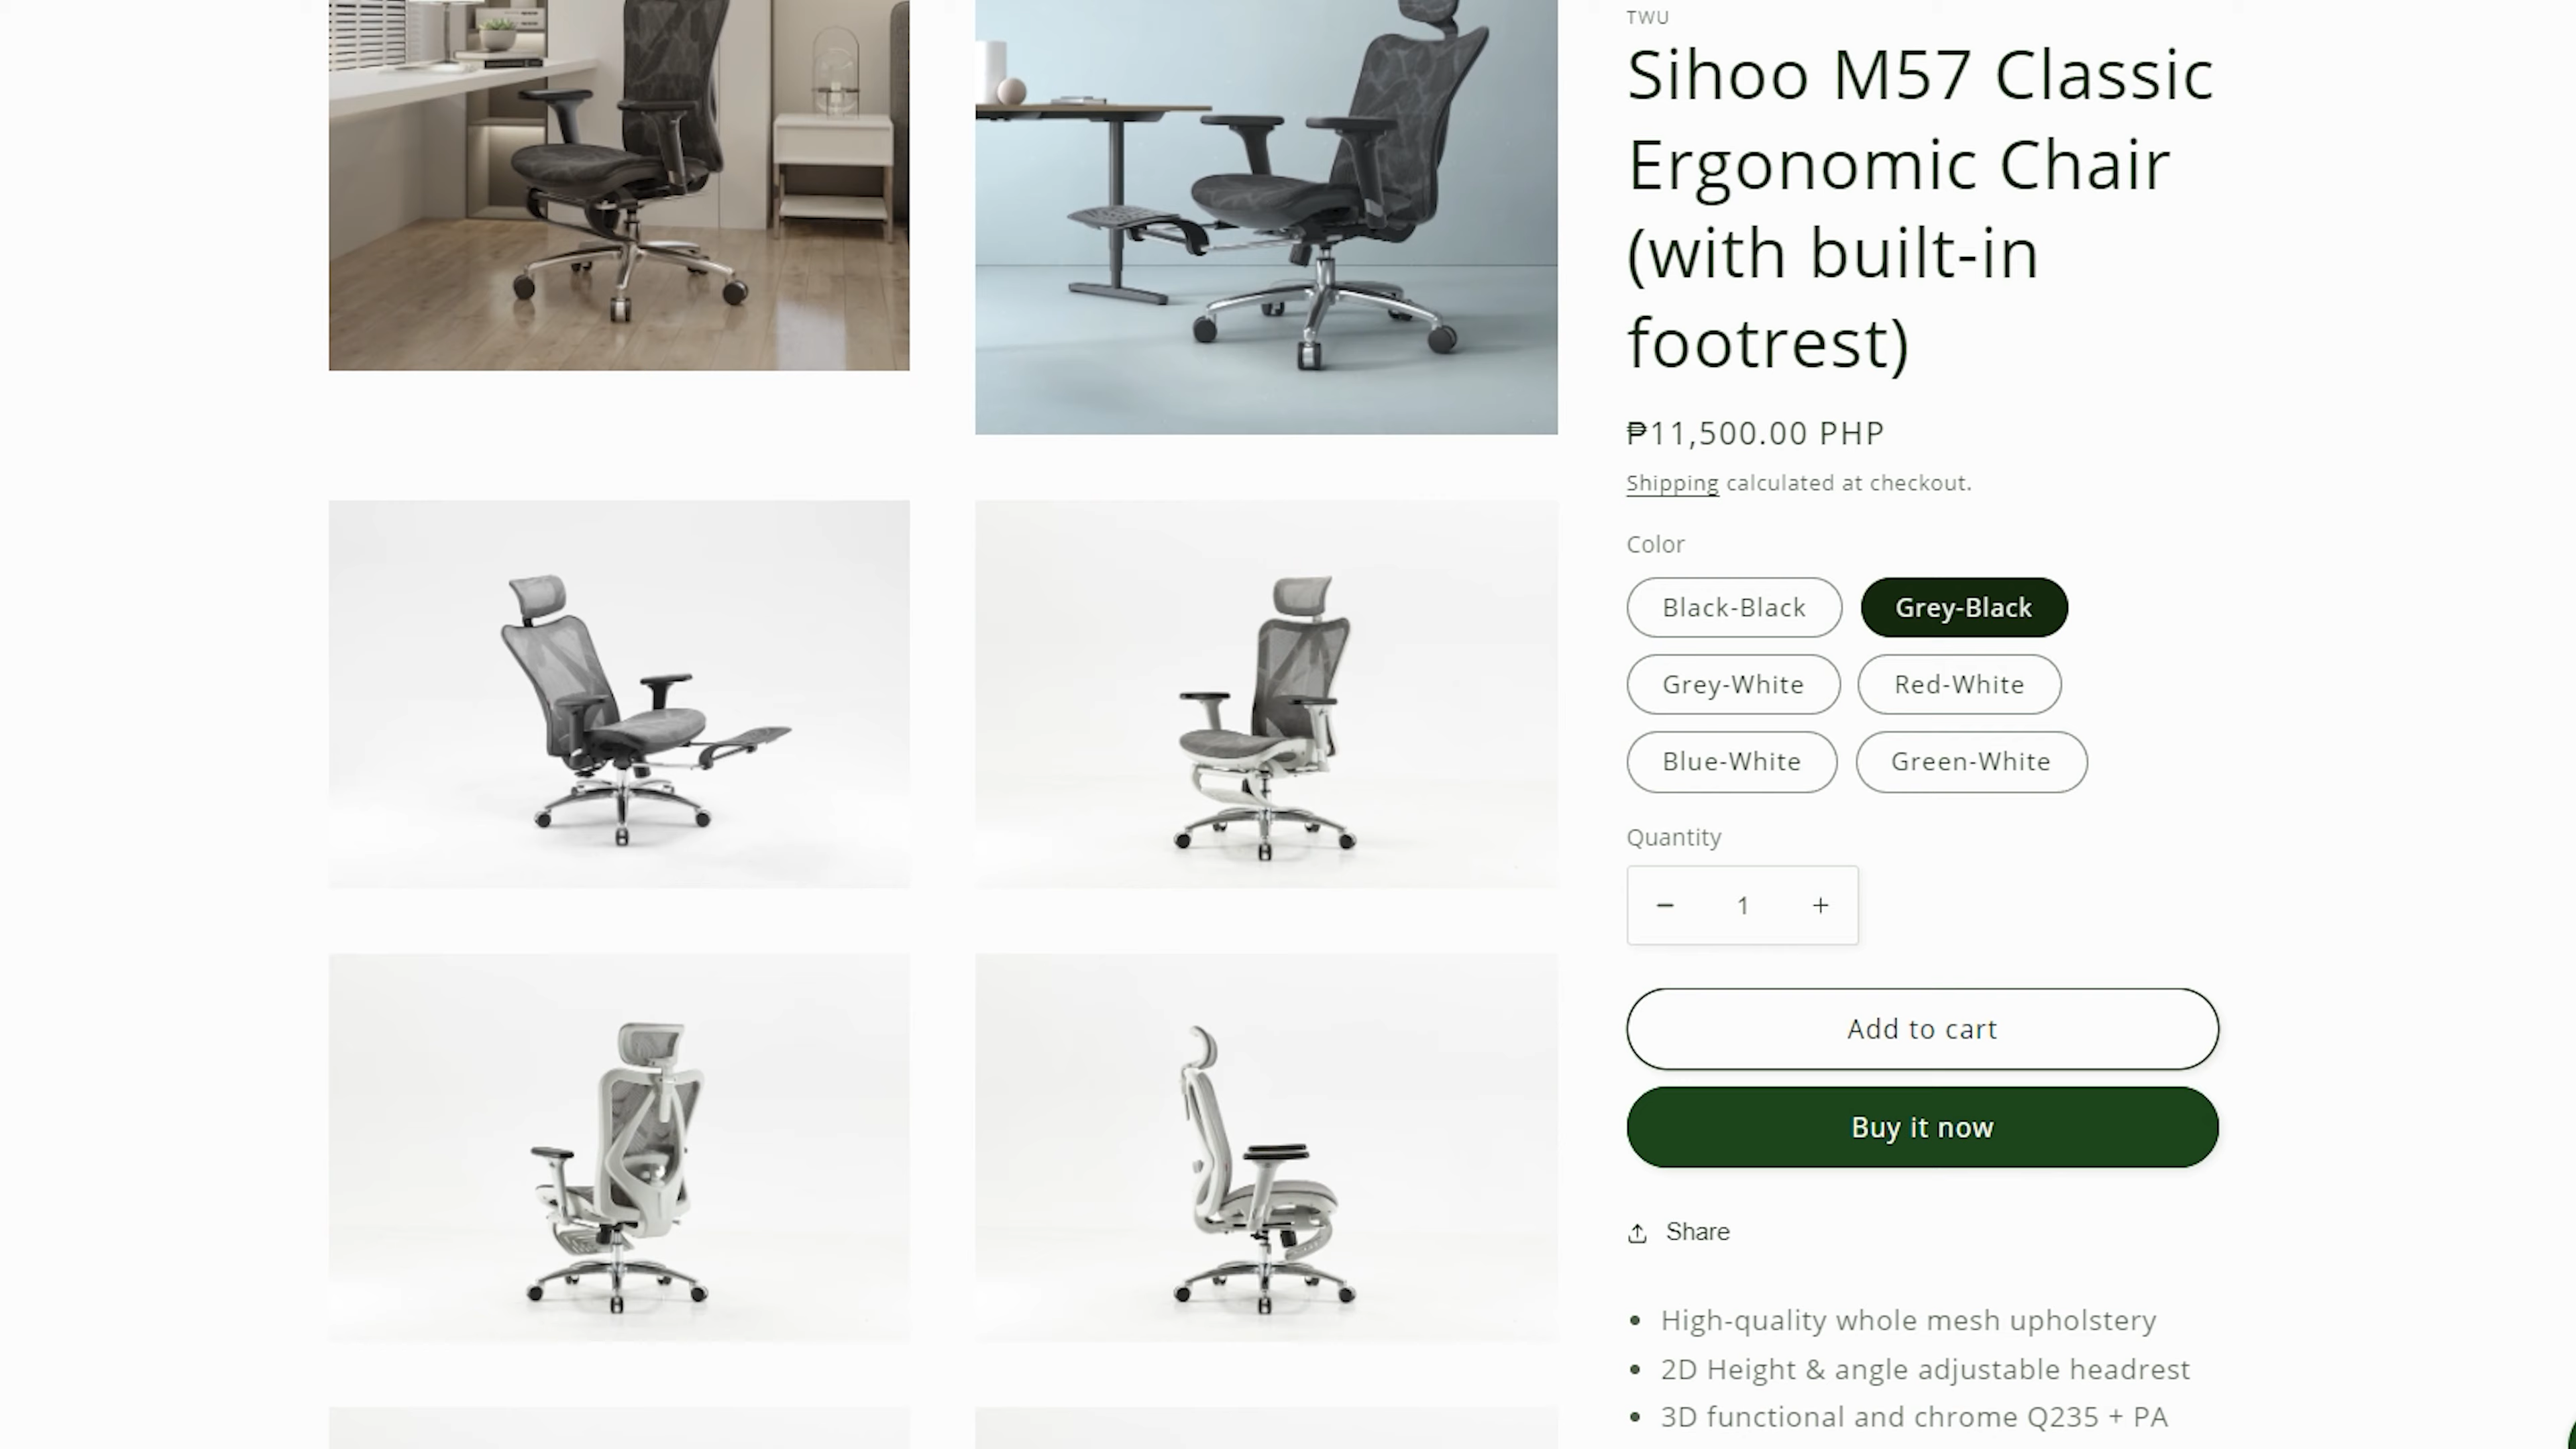 TWU
Sihoo M57 Classic
Ergonomic Chair
(with built-in
footrest)
₱11,500.00 PHP
Shipping calculated at checkout.
Color
Black-Black
Grey-Black
Grey-White
Red-White
Blue-White
Green-White
Quantity
− 1 +
Add to cart
Buy it now
Share
• High-quality whole mesh upholstery
• 2D Height & angle adjustable headrest
• 3D functional and chrome Q235 + PA